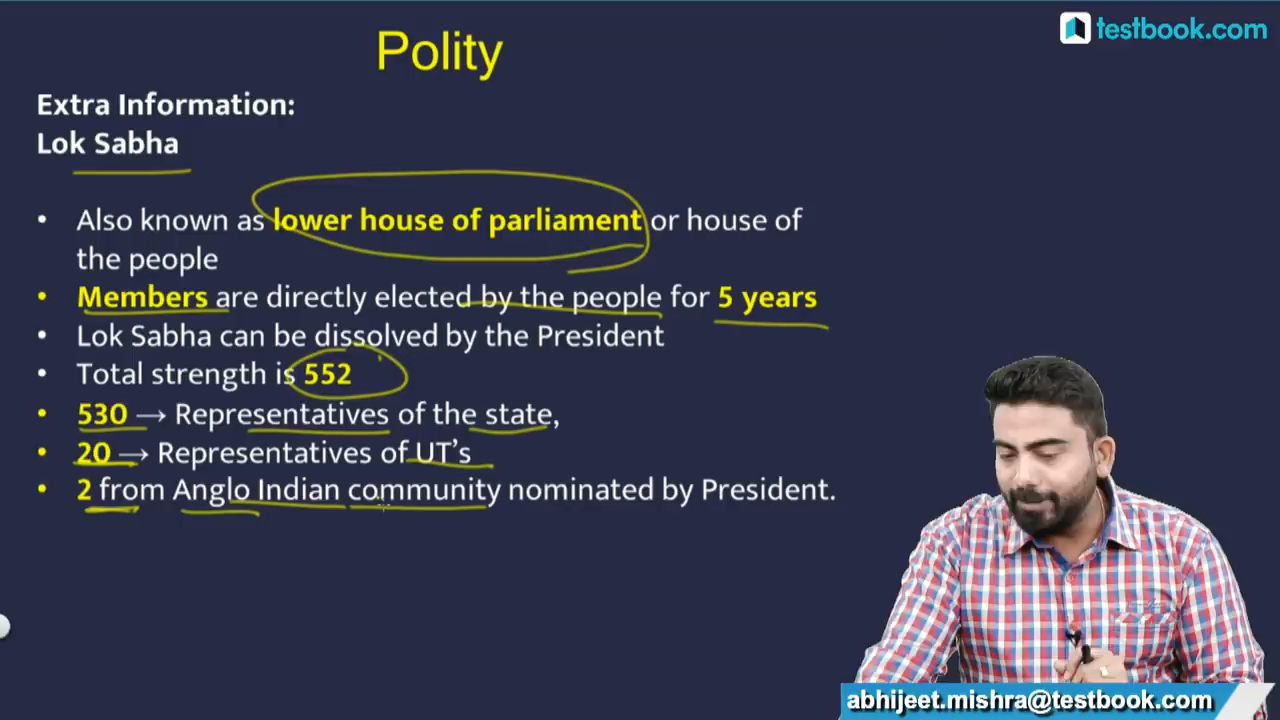 Polity
testbook.com
Extra Information:
Lok Sabha
• Also known as lower house of parliament or house of
the people
• Members are directly elected by the people for 5 years
• Lok Sabha can be dissolved by the President
• Total strength is 552
• 530 → Representatives of the state,
• 20 → Representatives of UT's
• 2 from Anglo Indian community nominated by President.
abhijeet.mishra@testbook.com